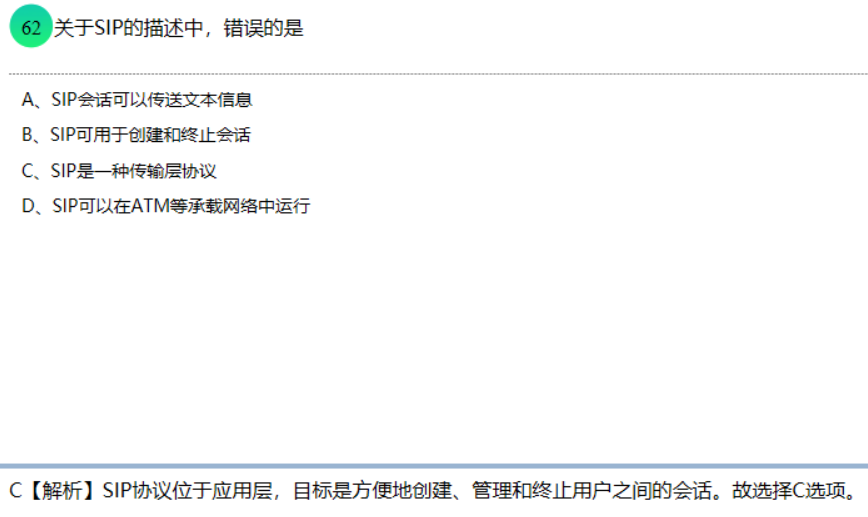 62 关于SIP的描述中，错误的是
A、SIP会话可以传送文本信息
B、SIP可用于创建和终止会话
C、SIP是一种传输层协议
D、SIP可以在ATM等承载网络中运行
C【解析】SIP协议位于应用层，目标是方便地创建、管理和终止用户之间的会话。故选择C选项。